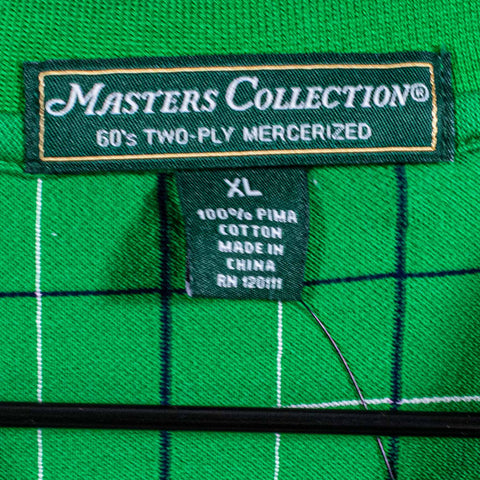 MASTERS COLLECTION®
60's TWO-PLY MERCERIZED
XL
100% PIMA
COTTON
MADE IN
CHINA
RN 120111